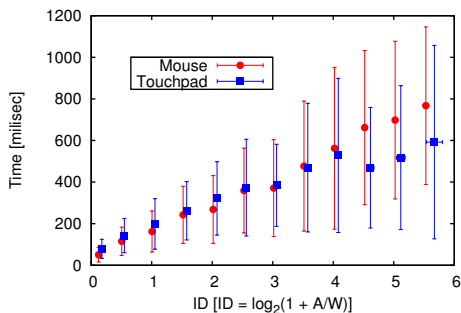 1200
1000
800
600
400
200
0
Time [milisec]
Mouse
Touchpad
0 1 2 3 4 5 6
ID [ID = log2(1 + A/W)]